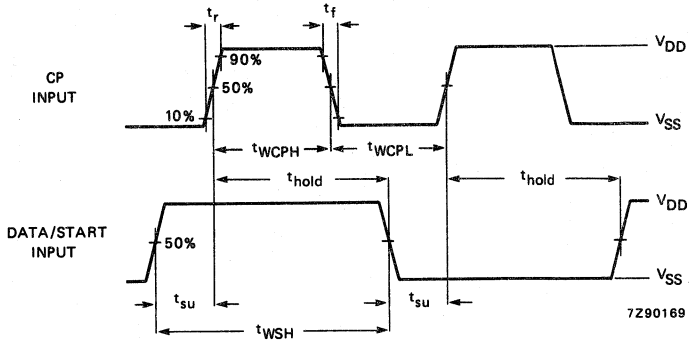 tr
tf
CP
INPUT
90%
50%
10%
VDD
VSS
tWCPH
tWCPL
thold
thold
DATA/START
INPUT
50%
VDD
VSS
tsu
tsu
tWSH
7Z90169